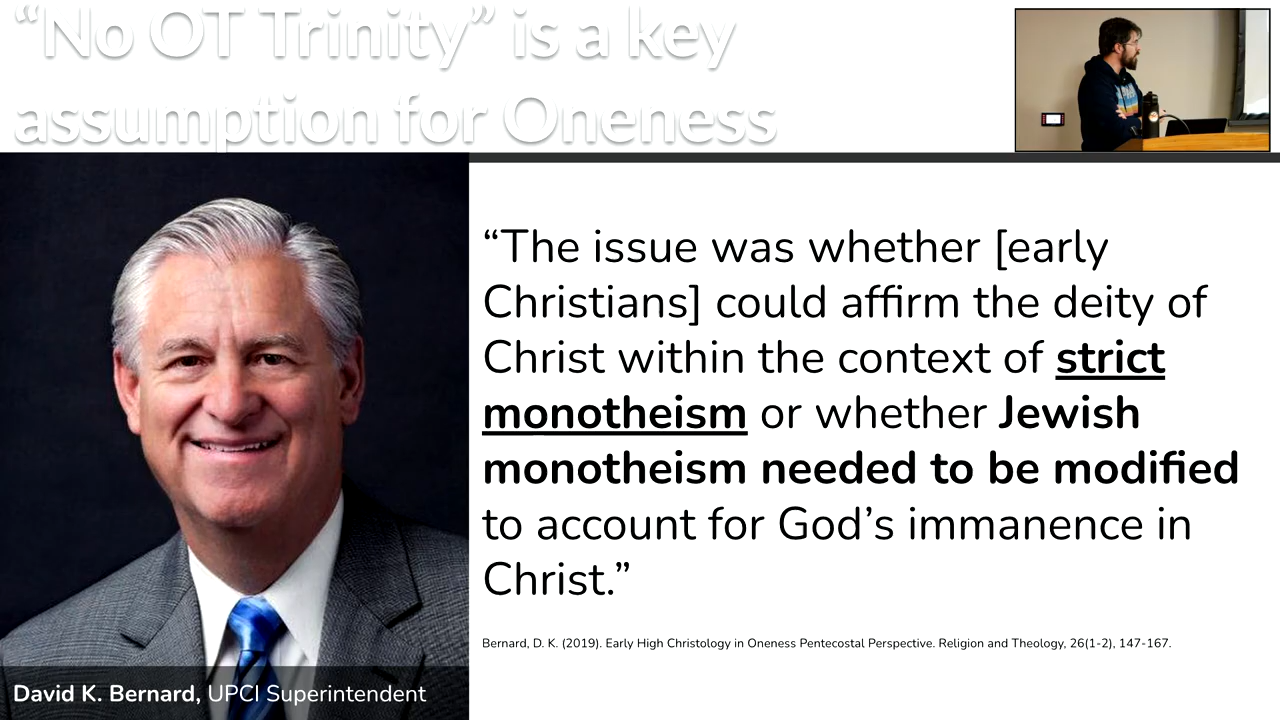 “No OT Trinity” is a key
assumption for Oneness
“The issue was whether [early
Christians] could affirm the deity of
Christ within the context of strict
monotheism or whether Jewish
monotheism needed to be modified
to account for God’s immanence in
Christ.”
Bernard, D. K. (2019). Early High Christology in Oneness Pentecostal Perspective. Religion and Theology, 26(1-2), 147-167.
David K. Bernard, UPCI Superintendent